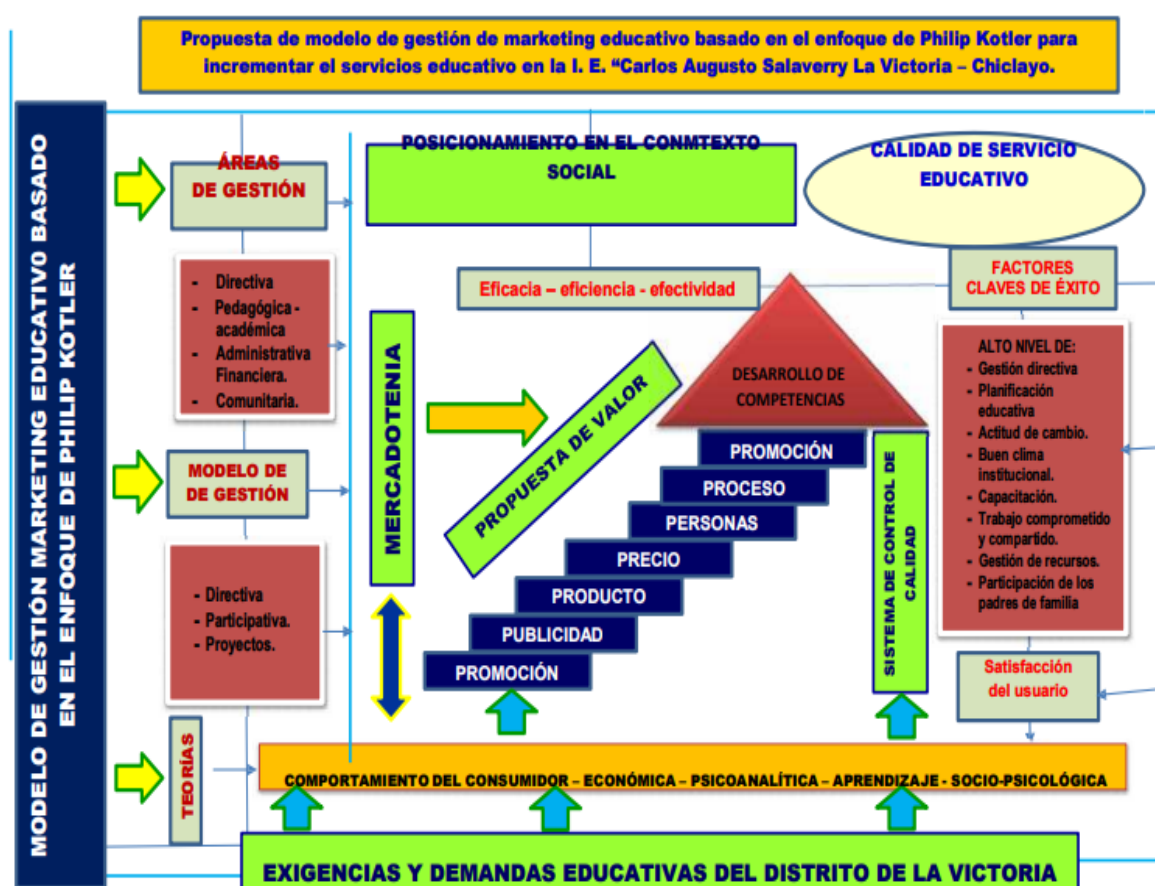 Propuesta de modelo de gestión de marketing educativo basado en el enfoque de Philip Kotler para
incrementar el servicios educativo en la I. E. “Carlos Augusto Salaverry La Victoria – Chiclayo.
MODELO DE GESTIÓN MARKETING EDUCATIVO BASADO
EN EL ENFOQUE DE PHILIP KOTLER
ÁREAS
DE GESTIÓN
- Directiva
- Pedagógica -
académica
- Administrativa
Financiera.
- Comunitaria.
MODELO DE
DE GESTIÓN
- Directiva
- Participativa.
- Proyectos.
TEORÍAS
POSICIONAMIENTO EN EL CONMTEXTO
SOCIAL
Eficacia – eficiencia - efectividad
MERCADOTENIA
PROPUESTA DE VALOR
DESARROLLO DE
COMPETENCIAS
PROMOCIÓN
PROCESO
PERSONAS
PRECIO
PRODUCTO
PUBLICIDAD
PROMOCIÓN
SISTEMA DE CONTROL DE
CALIDAD
CALIDAD DE SERVICIO
EDUCATIVO
FACTORES
CLAVES DE ÉXITO
ALTO NIVEL DE:
- Gestión directiva
- Planificación
educativa
- Actitud de cambio.
- Buen clima
institucional.
- Capacitación.
- Trabajo comprometido
y compartido.
- Gestión de recursos.
- Participación de los
padres de familia
Satisfacción
del usuario
COMPORTAMIENTO DEL CONSUMIDOR – ECONÓMICA – PSICOANALÍTICA – APRENDIZAJE - SOCIO-PSICOLÓGICA
EXIGENCIAS Y DEMANDAS EDUCATIVAS DEL DISTRITO DE LA VICTORIA